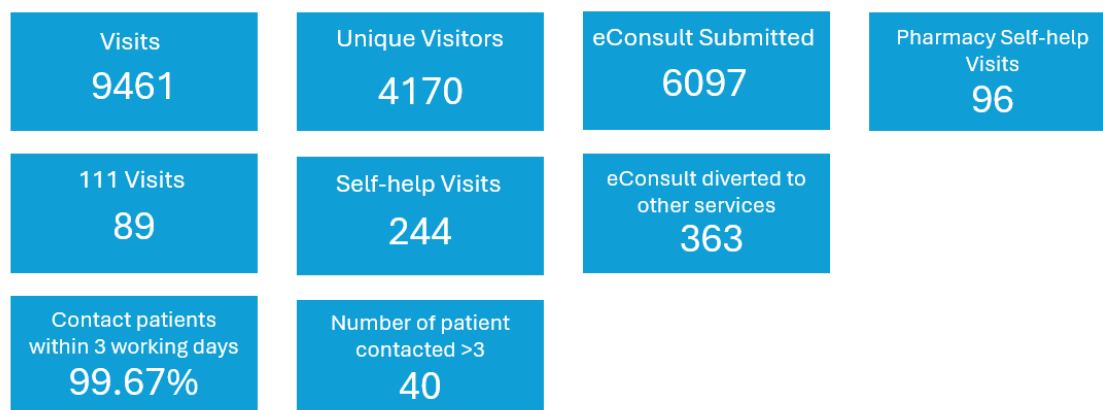 Visits
9461
Unique Visitors
4170
eConsult Submitted
6097
Pharmacy Self-help
Visits
96
111 Visits
89
Self-help Visits
244
eConsult diverted to
other services
363
Contact patients
within 3 working days
99.67%
Number of patient
contacted >3
40